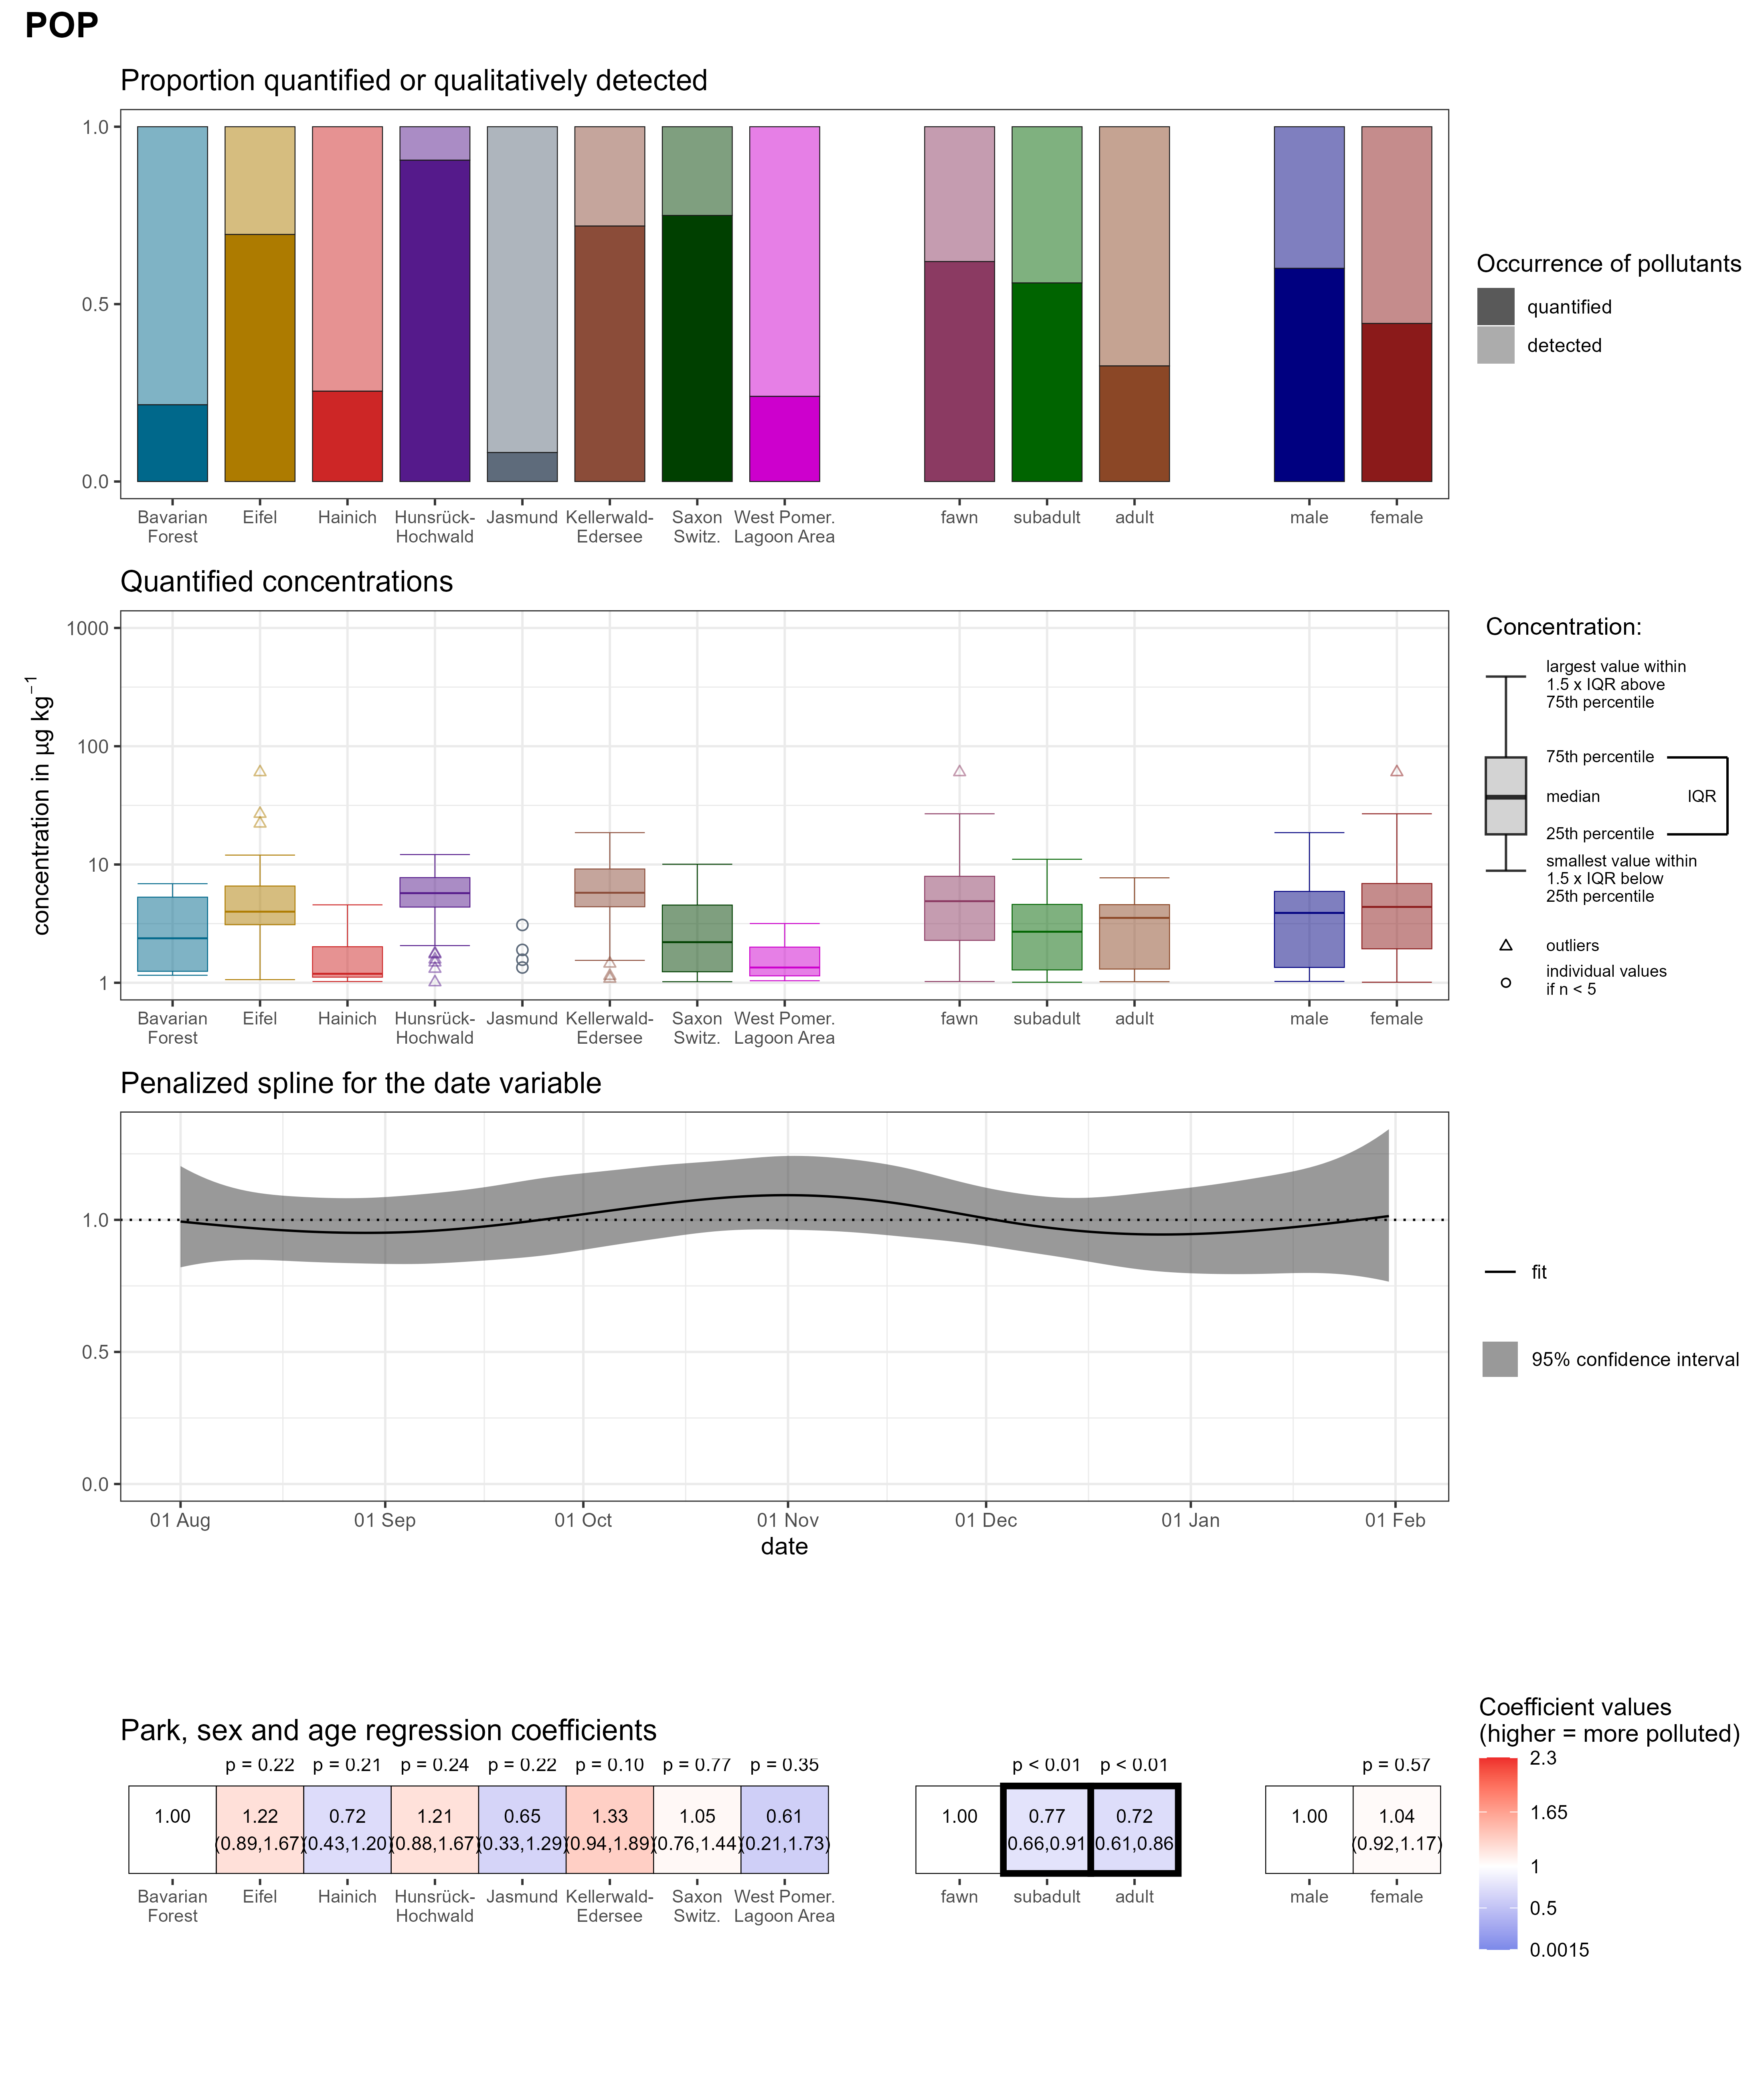 POP
Proportion quantified or qualitatively detected
1.0
0.5
0.0
Bavarian Forest
Eifel
Hainich
Hunsrück-Hochwald
Jasmund
Kellerwald-Edersee
Saxon Switz.
West Pomer. Lagoon Area
fawn
subadult
adult
male
female
Occurrence of pollutants
quantified
detected
Quantified concentrations
concentration in µg kg⁻¹
1000
100
10
1
Bavarian Forest
Eifel
Hainich
Hunsrück-Hochwald
Jasmund
Kellerwald-Edersee
Saxon Switz.
West Pomer. Lagoon Area
fawn
subadult
adult
male
female
Concentration:
largest value within
1.5 x IQR above
75th percentile
75th percentile
median
IQR
25th percentile
smallest value within
1.5 x IQR below
25th percentile
outliers
individual values
if n < 5
Penalized spline for the date variable
1.0
0.5
0.0
01 Aug
01 Sep
01 Oct
01 Nov
01 Dec
01 Jan
01 Feb
date
fit
95% confidence interval
Park, sex and age regression coefficients
p = 0.22
p = 0.21
p = 0.24
p = 0.22
p = 0.10
p = 0.77
p = 0.35
p < 0.01
p < 0.01
p = 0.57
1.00
1.22
0.72
1.21
0.65
1.33
1.05
0.61
1.00
0.77
0.72
1.00
1.04
(0.89,1.67)
(0.43,1.20)
(0.88,1.67)
(0.33,1.29)
(0.94,1.89)
(0.76,1.44)
(0.21,1.73)
0.66,0.91
0.61,0.86
(0.92,1.17)
Bavarian Forest
Eifel
Hainich
Hunsrück-Hochwald
Jasmund
Kellerwald-Edersee
Saxon Switz.
West Pomer. Lagoon Area
fawn
subadult
adult
male
female
Coefficient values
(higher = more polluted)
2.3
1.65
1
0.5
0.0015